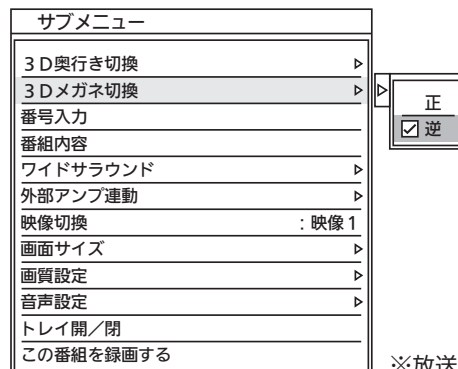 サブメニュー
3D奥行き切換
3Dメガネ切換
正
逆
番号入力
番組内容
ワイドサラウンド
外部アンプ連動
映像切換 :映像1
画面サイズ
画質設定
音声設定
トレイ開/閉
この番組を録画する
※放送